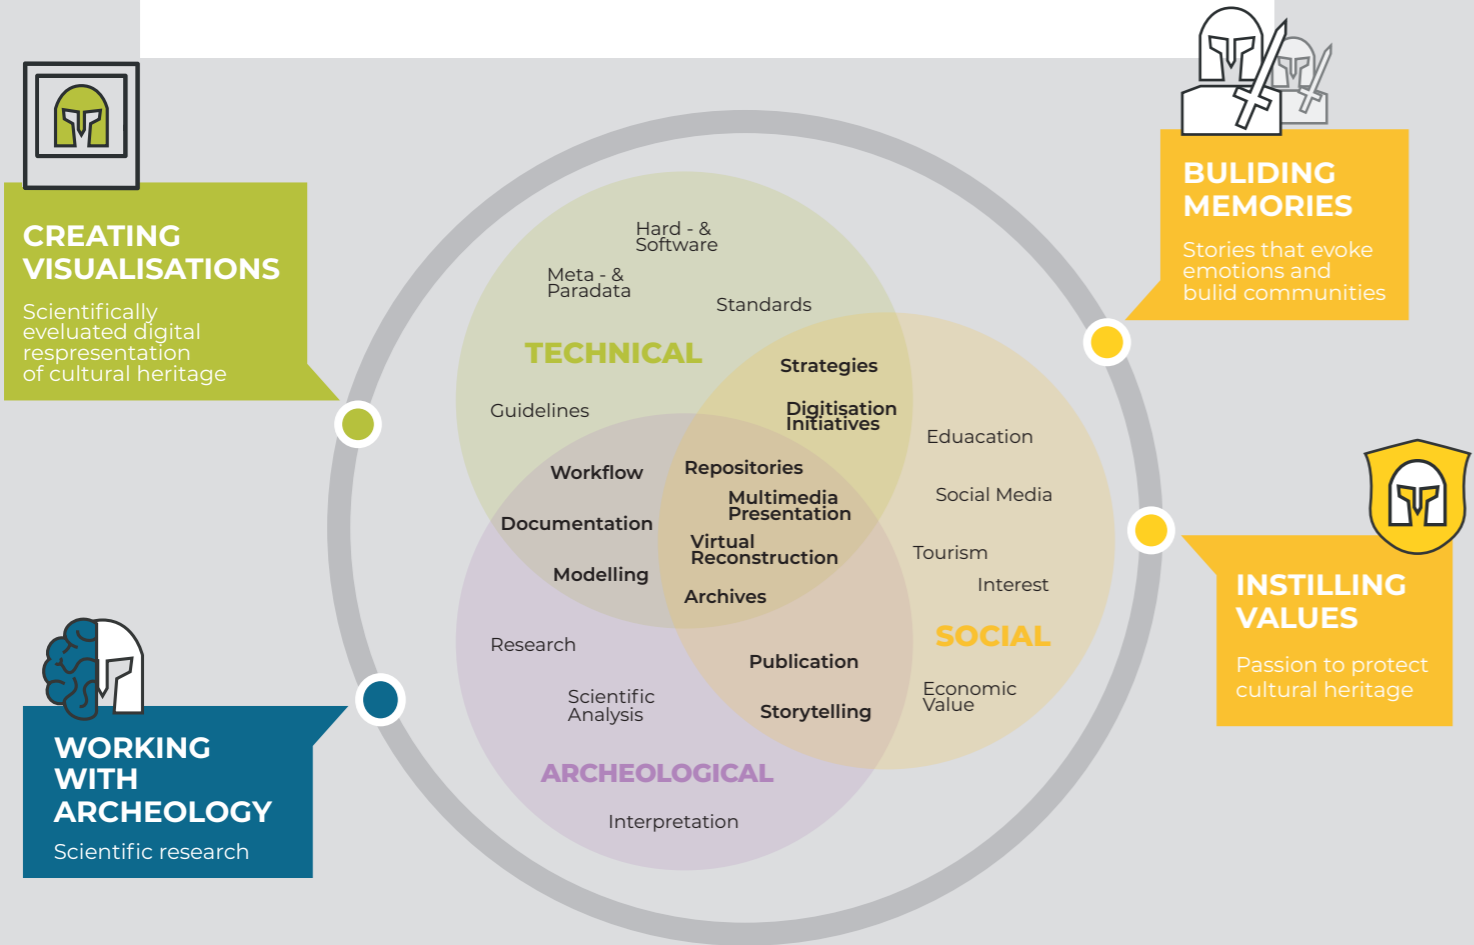 CREATING
VISUALISATIONS
Scientifically
eveluated digital
respresentation
of cultural heritage
BULIDING
MEMORIES
Stories that evoke
emotions and
bulid communities
Hard - &
Software
Meta - &
Paradata
Standards
TECHNICAL
Guidelines
Strategies
Digitisation
Initiatives
Workflow
Documentation
Modelling
Repositories
Multimedia
Presentation
Virtual
Reconstruction
Archives
Eduacation
Social Media
Tourism
Interest
SOCIAL
Economic
Value
Publication
Storytelling
Research
Scientific
Analysis
ARCHEOLOGICAL
Interpretation
INSTILLING
VALUES
Passion to protect
cultural heritage
WORKING
WITH
ARCHEOLOGY
Scientific research